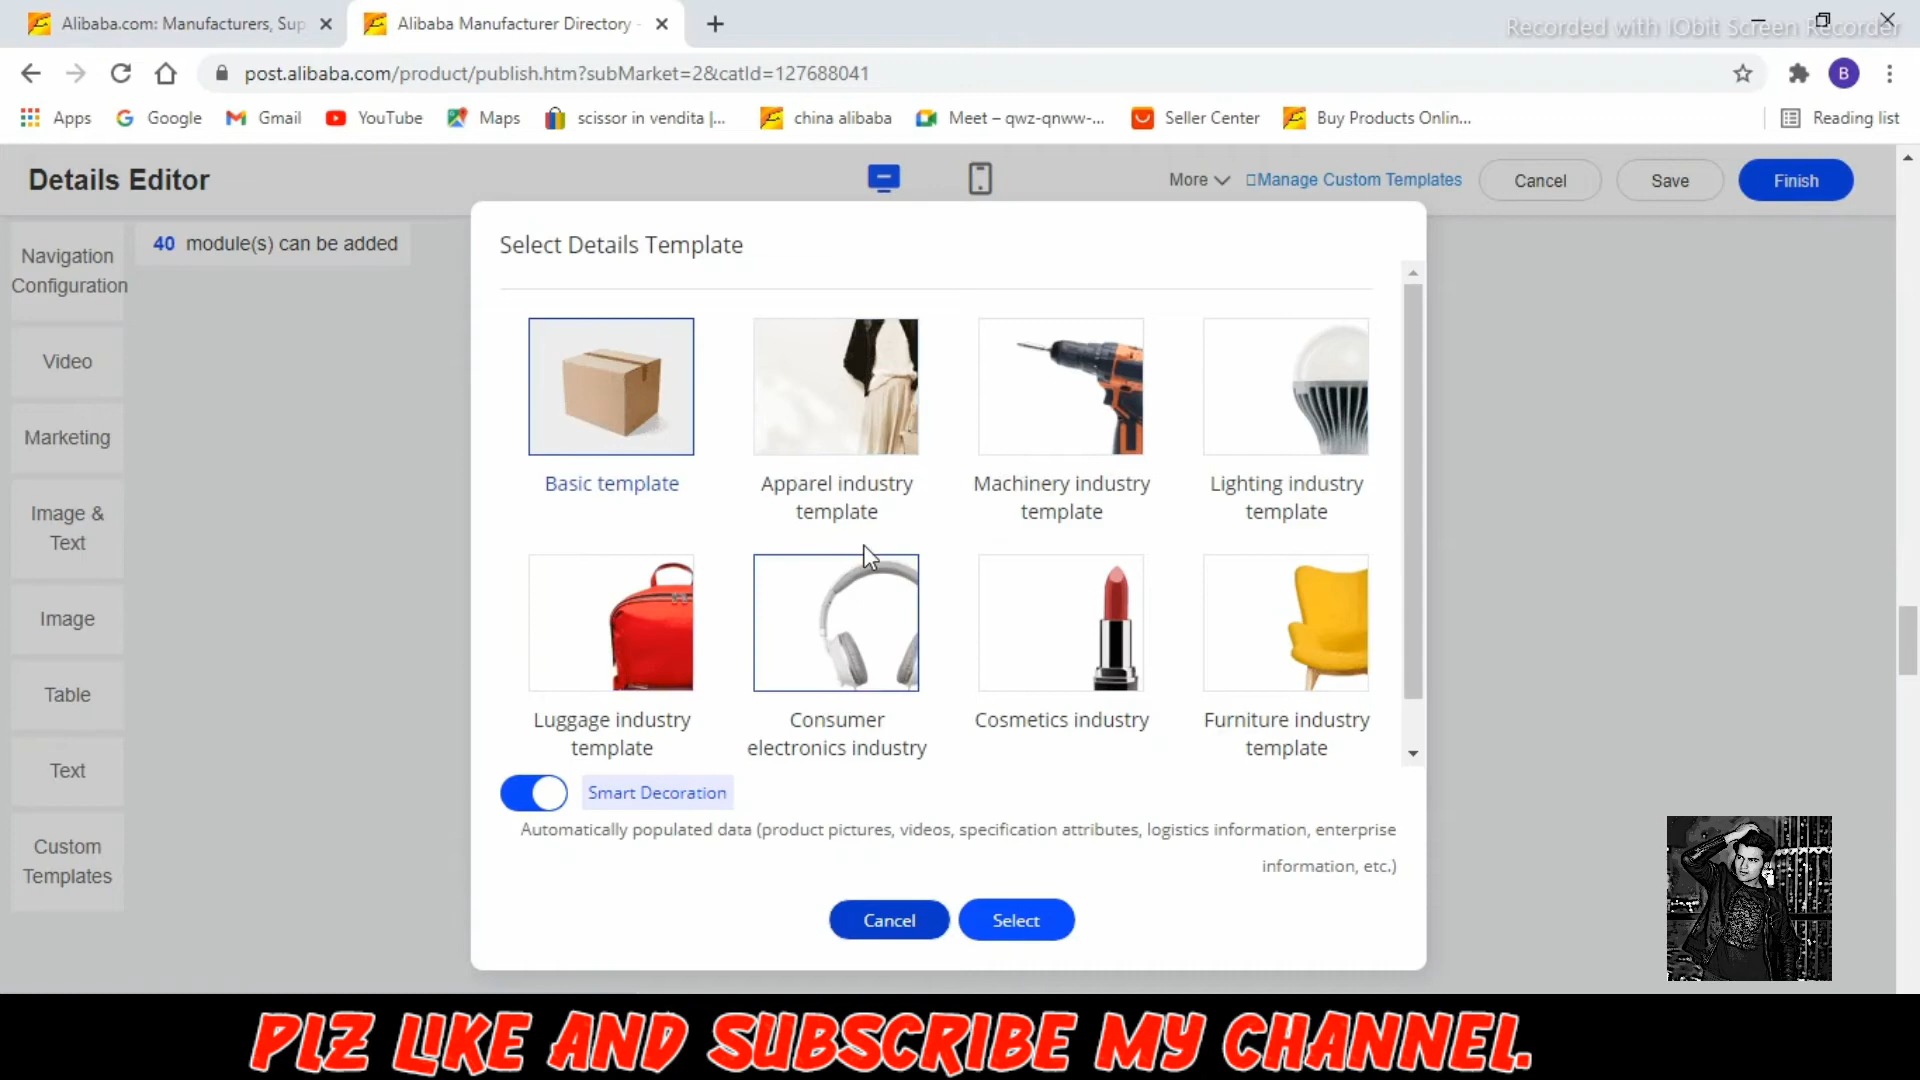 Alibaba.com: Manufacturers, Sup
Alibaba Manufacturer Directory -
Recorded with IObit Screen Recorder
post.alibaba.com/product/publish.htm?subMarket=2&catId=127688041
B
Apps
Google
Gmail
YouTube
Maps
scissor in vendita |...
china alibaba
Meet – qwz-qnww-...
Seller Center
Buy Products Onlin...
Reading list
Details Editor
More
Manage Custom Templates
Cancel
Save
Finish
Navigation
Configuration
Video
Marketing
Image &
Text
Image
Table
Text
Custom
Templates
40 module(s) can be added
Select Details Template
Basic template
Apparel industry
template
Machinery industry
template
Lighting industry
template
Luggage industry
template
Consumer
electronics industry
Cosmetics industry
Furniture industry
template
Smart Decoration
Automatically populated data (product pictures, videos, specification attributes, logistics information, enterprise
information, etc.)
Cancel
Select
PLZ LIKE AND SUBSCRIBE MY CHANNEL.